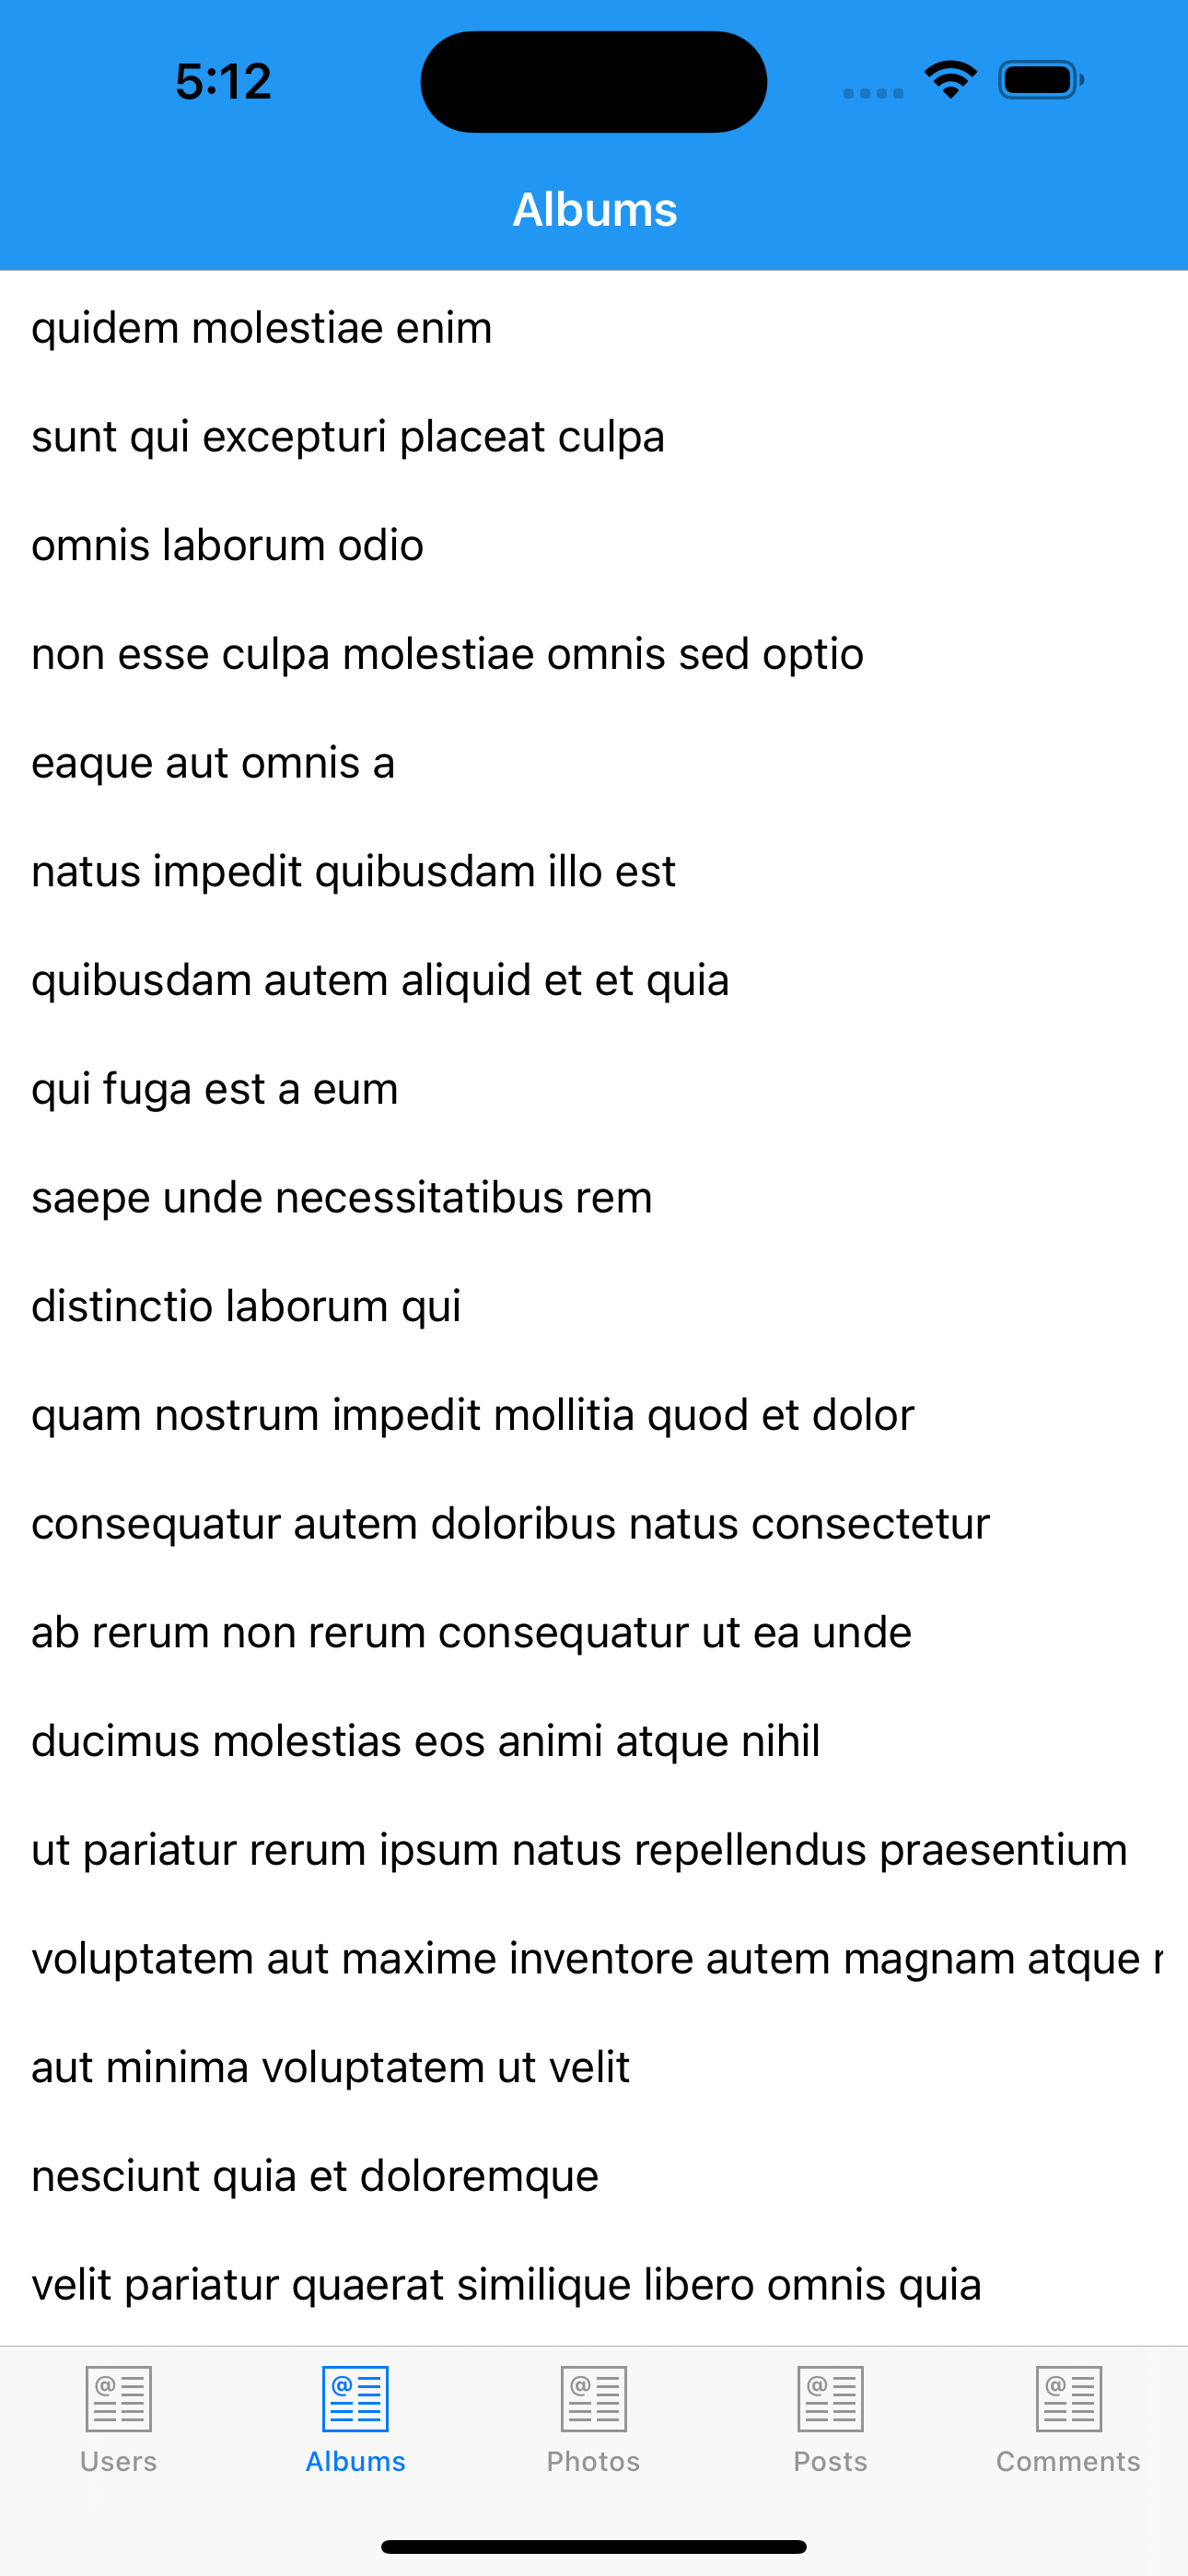 5:12
Albums
quidem molestiae enim
sunt qui excepturi placeat culpa
omnis laborum odio
non esse culpa molestiae omnis sed optio
eaque aut omnis a
natus impedit quibusdam illo est
quibusdam autem aliquid et et quia
qui fuga est a eum
saepe unde necessitatibus rem
distinctio laborum qui
quam nostrum impedit mollitia quod et dolor
consequatur autem doloribus natus consectetur
ab rerum non rerum consequatur ut ea unde
ducimus molestias eos animi atque nihil
ut pariatur rerum ipsum natus repellendus praesentium
voluptatem aut maxime inventore autem magnam atque
aut minima voluptatem ut velit
nesciunt quia et doloremque
velit pariatur quaerat similique libero omnis quia
@ @ @ @ @
Users Albums Photos Posts Comments